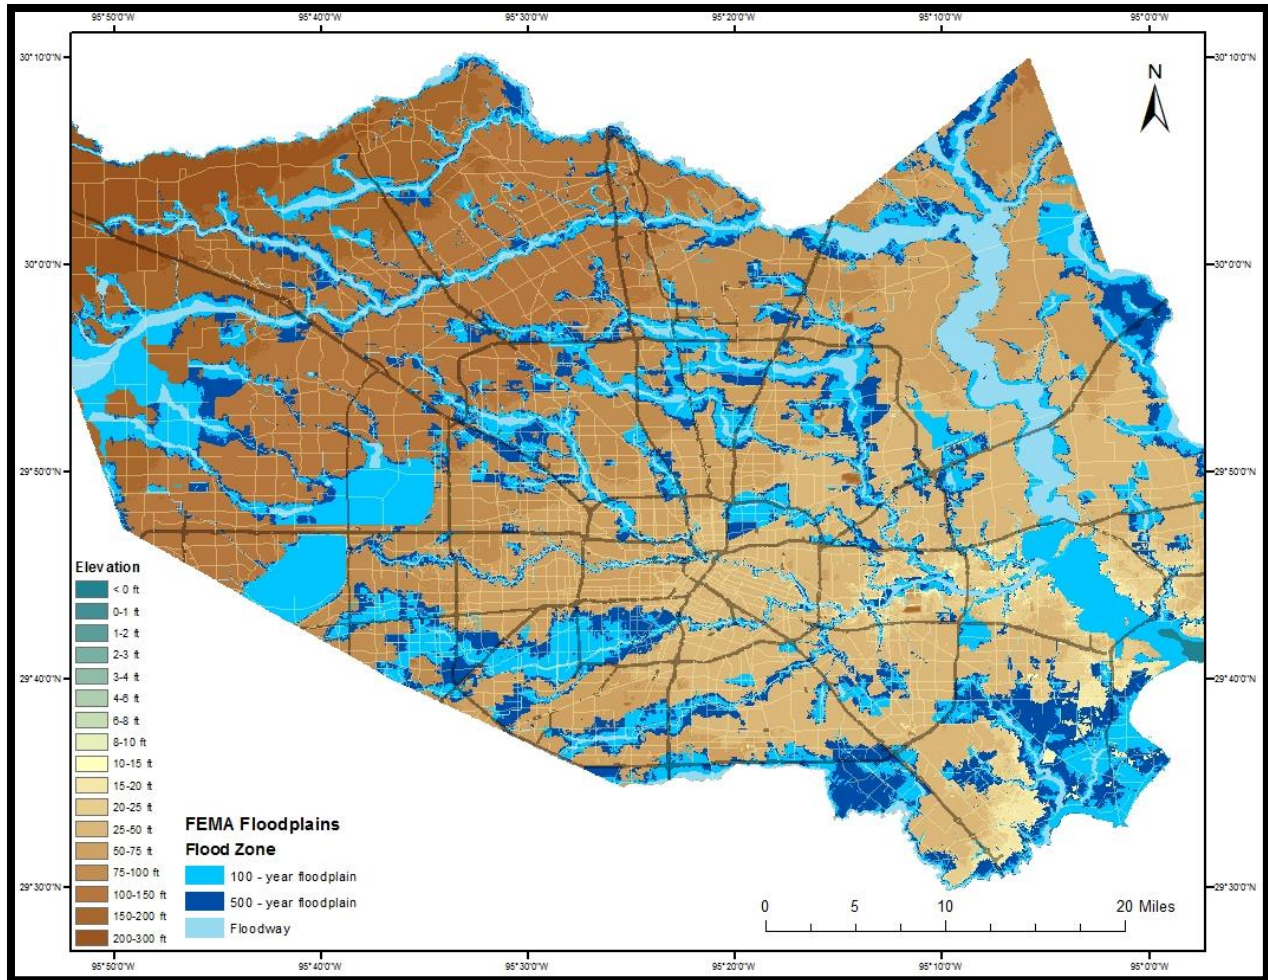 95°50'0"W 95°40'0"W 95°30'0"W 95°20'0"W 95°10'0"W 95°0'0"W
30°10'0"N 30°10'0"N
N
30°0'0"N 30°0'0"N
29°50'0"N 29°50'0"N
29°40'0"N 29°40'0"N
29°30'0"N 29°30'0"N
Elevation
< 0 ft
0-1 ft
1-2 ft
2-3 ft
3-4 ft
4-6 ft
6-8 ft
8-10 ft
10-15 ft
15-20 ft
20-25 ft
25-50 ft
50-75 ft
75-100 ft
100-150 ft
150-200 ft
200-300 ft
FEMA Floodplains
Flood Zone
100 - year floodplain
500 - year floodplain
Floodway
0 5 10 20 Miles
95°50'0"W 95°40'0"W 95°30'0"W 95°20'0"W 95°10'0"W 95°0'0"W